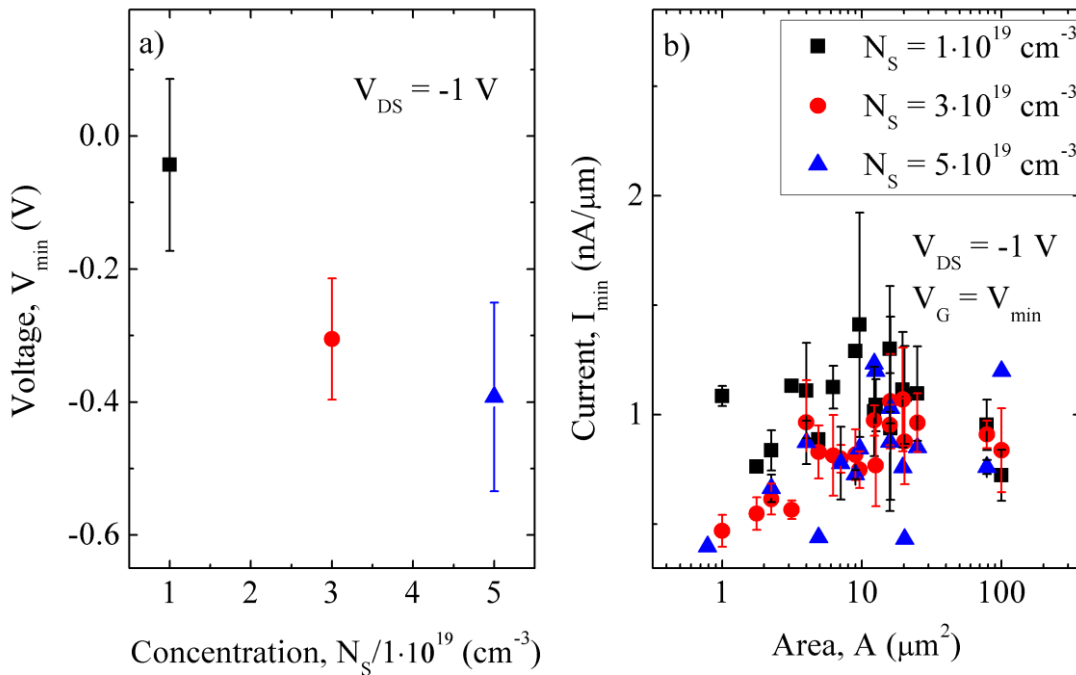 a)
V_DS = -1 V
0.0
-0.2
-0.4
-0.6
Voltage, V_min (V)
1 2 3 4 5
Concentration, N_S/1·10^19 (cm^-3)
b)
N_S = 1·10^19 cm^-3
N_S = 3·10^19 cm^-3
N_S = 5·10^19 cm^-3
V_DS = -1 V
V_G = V_min
2
1
Current, I_min (nA/μm)
1 10 100
Area, A (μm^2)